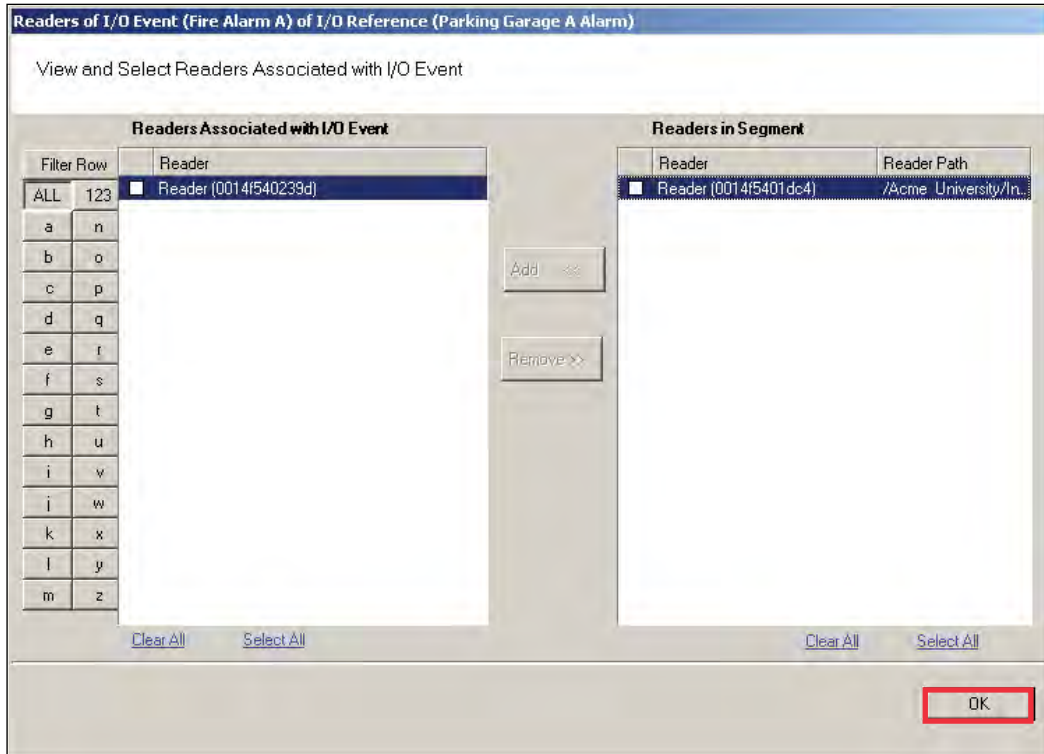 Readers of I/O Event (Fire Alarm A) of I/O Reference (Parking Garage A Alarm)
View and Select Readers Associated with I/O Event
Readers Associated with I/O Event
Readers in Segment
Filter Row
Reader
Reader
Reader Path
ALL 123
Reader (0014f540239d)
Reader (0014f5401dc4)
/Acme University/In...
a n
b o
c p
d q
e r
f s
g t
h u
i v
j w
k x
l y
m z
Add <<
Remove >>
Clear All
Select All
Clear All
Select All
OK